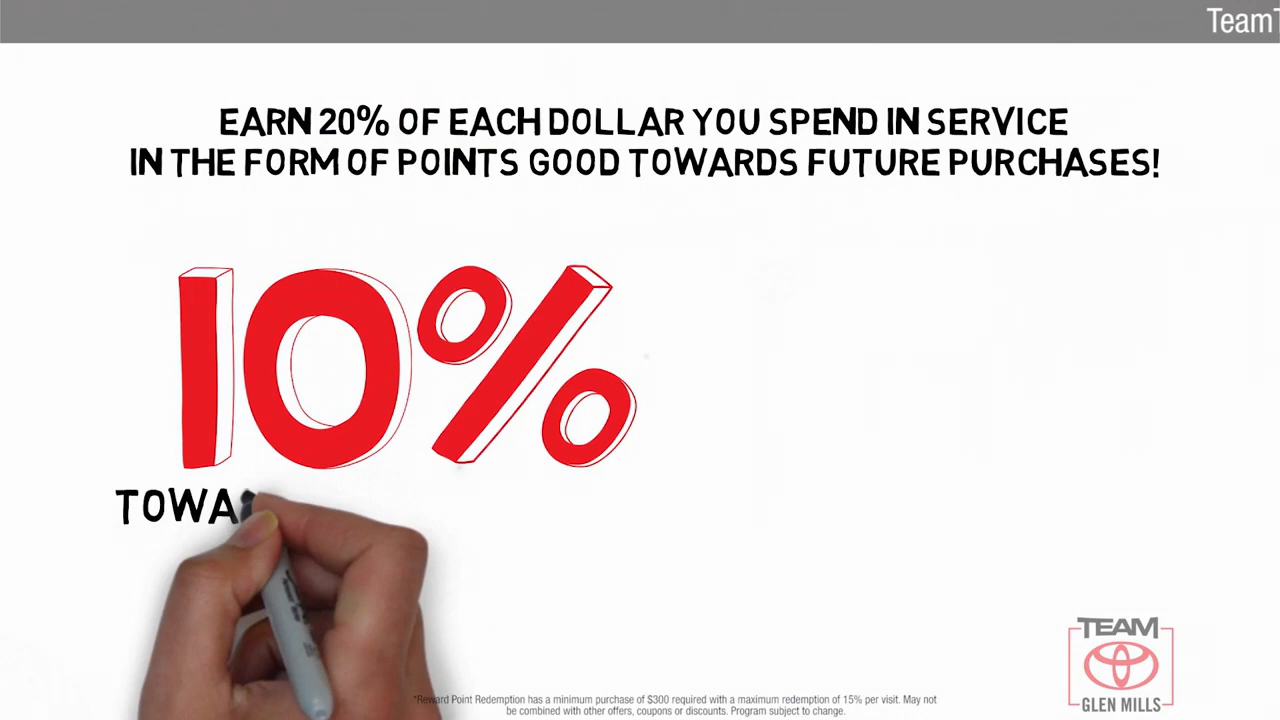 TeamT
EARN 20% OF EACH DOLLAR YOU SPEND IN SERVICE
IN THE FORM OF POINTS GOOD TOWARDS FUTURE PURCHASES!
10%
TOWA
TEAM
GLEN MILLS
*Reward Point Redemption has a minimum purchase of $300 required with a maximum redemption of 15% per visit. May not
be combined with other offers, coupons or discounts. Program subject to change.